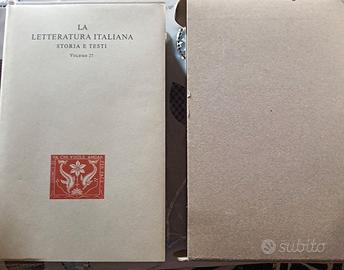 LA
LETTERATURA ITALIANA
STORIA E TESTI
VOLUME 27
subito